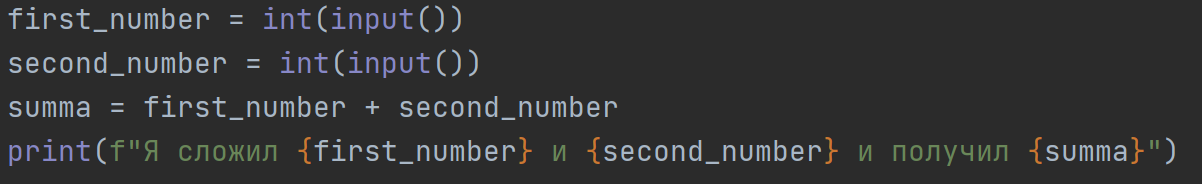 first_number = int(input())
second_number = int(input())
summa = first_number + second_number
print(f"Я сложил {first_number} и {second_number} и получил {summa}")